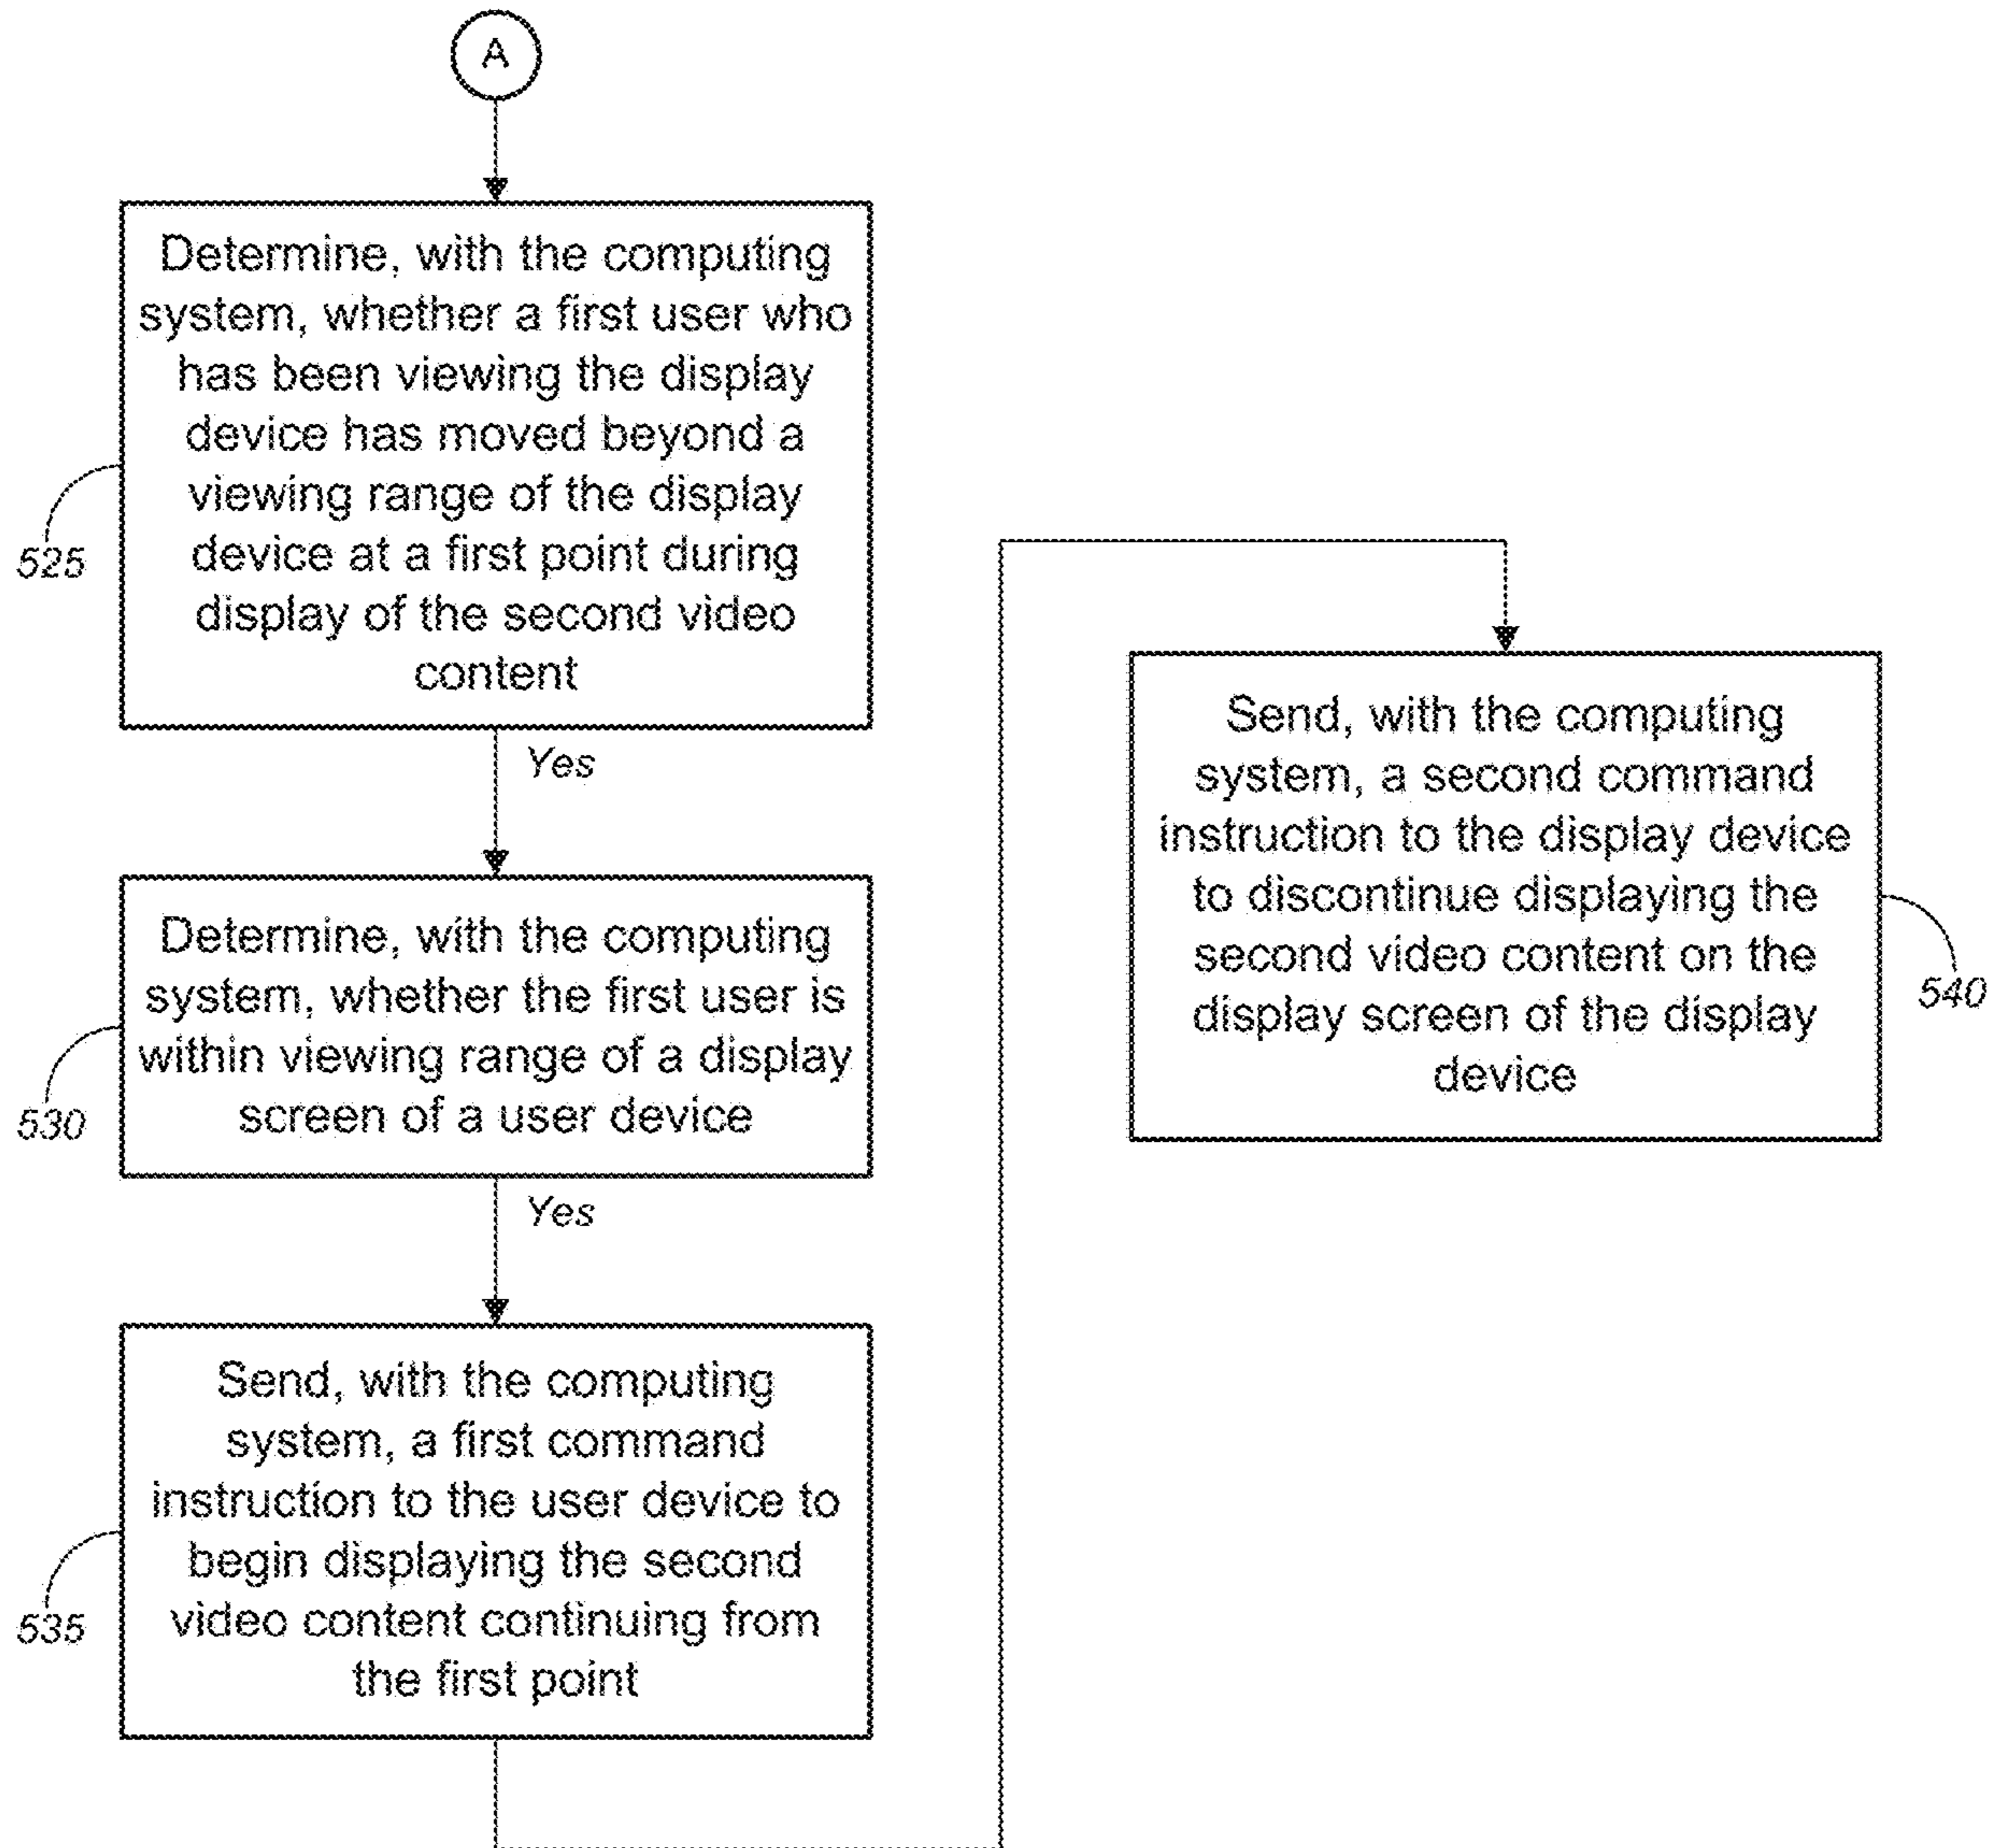 A
Determine, with the computing
system, whether a first user who
has been viewing the display
device has moved beyond a
viewing range of the display
device at a first point during
display of the second video
content
525
Yes
Determine, with the computing
system, whether the first user is
within viewing range of a display
screen of a user device
530
Yes
Send, with the computing
system, a first command
instruction to the user device to
begin displaying the second
video content continuing from
the first point
535
Send, with the computing
system, a second command
instruction to the display device
to discontinue displaying the
second video content on the
display screen of the display
device
540